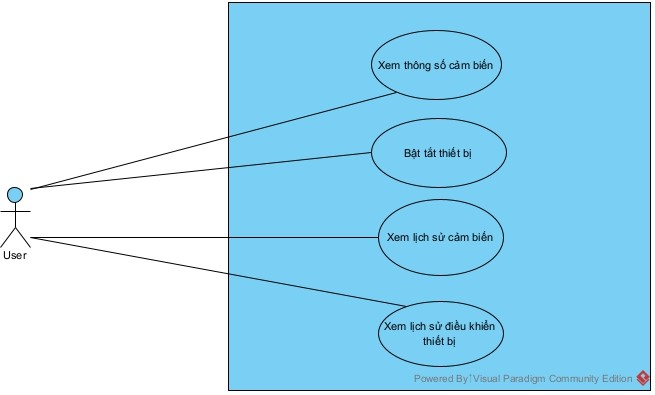 Xem thông số cảm biến
Bật tắt thiết bị
Xem lịch sử cảm biến
User
Xem lịch sử điều khiển
thiết bị
Powered By Visual Paradigm Community Edition